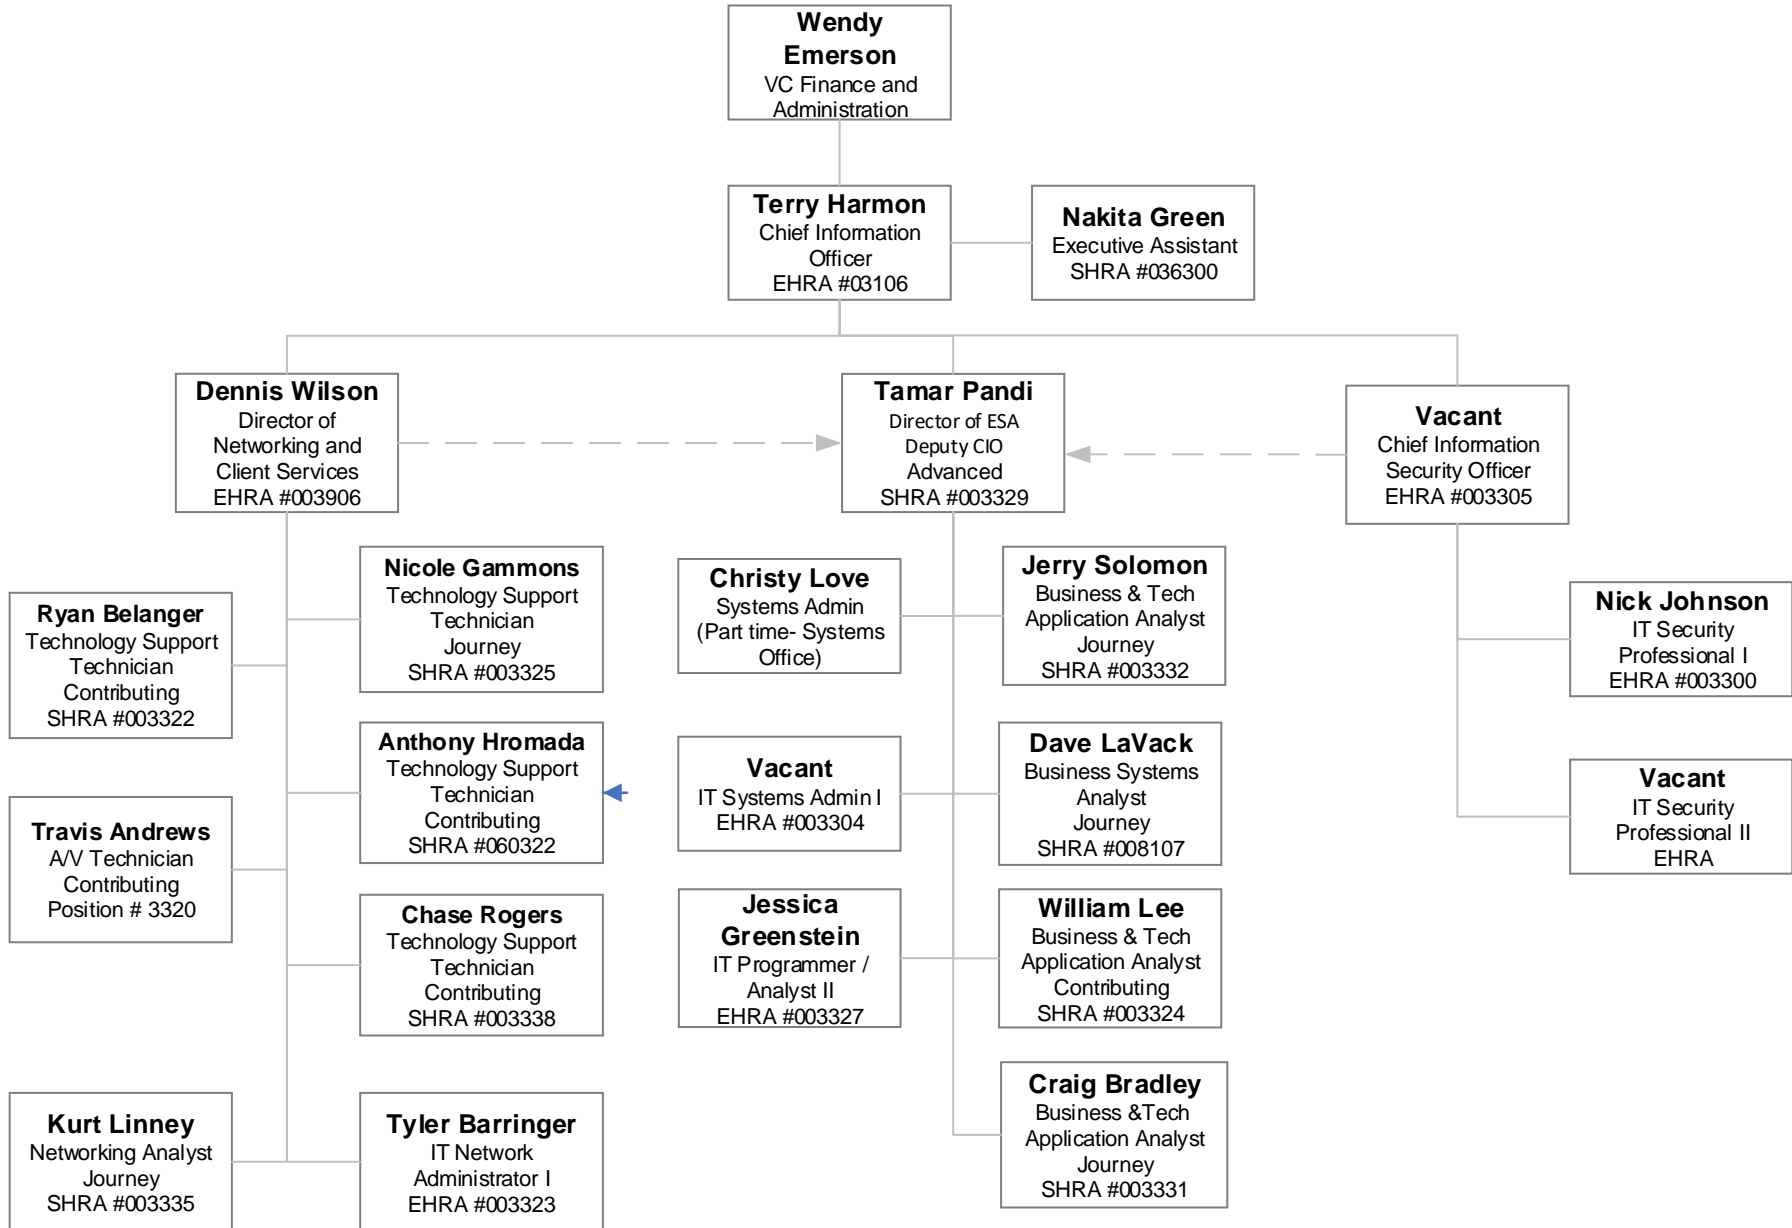 Wendy
Emerson
VC Finance and
Administration
Terry Harmon
Chief Information
Officer
EHRA #03106
Nakita Green
Executive Assistant
SHRA #036300
Dennis Wilson
Director of
Networking and
Client Services
EHRA #003906
Tamar Pandi
Director of ESA
Deputy CIO
Advanced
SHRA #003329
Vacant
Chief Information
Security Officer
EHRA #003305
Ryan Belanger
Technology Support
Technician
Contributing
SHRA #003322
Nicole Gammons
Technology Support
Technician
Journey
SHRA #003325
Christy Love
Systems Admin
(Part time- Systems
Office)
Jerry Solomon
Business & Tech
Application Analyst
Journey
SHRA #003332
Nick Johnson
IT Security
Professional I
EHRA #003300
Travis Andrews
A/V Technician
Contributing
Position # 3320
Anthony Hromada
Technology Support
Technician
Contributing
SHRA #060322
Vacant
IT Systems Admin I
EHRA #003304
Dave LaVack
Business Systems
Analyst
Journey
SHRA #008107
Vacant
IT Security
Professional II
EHRA
Chase Rogers
Technology Support
Technician
Contributing
SHRA #003338
Jessica
Greenstein
IT Programmer /
Analyst II
EHRA #003327
William Lee
Business & Tech
Application Analyst
Contributing
SHRA #003324
Kurt Linney
Networking Analyst
Journey
SHRA #003335
Tyler Barringer
IT Network
Administrator I
EHRA #003323
Craig Bradley
Business &Tech
Application Analyst
Journey
SHRA #003331